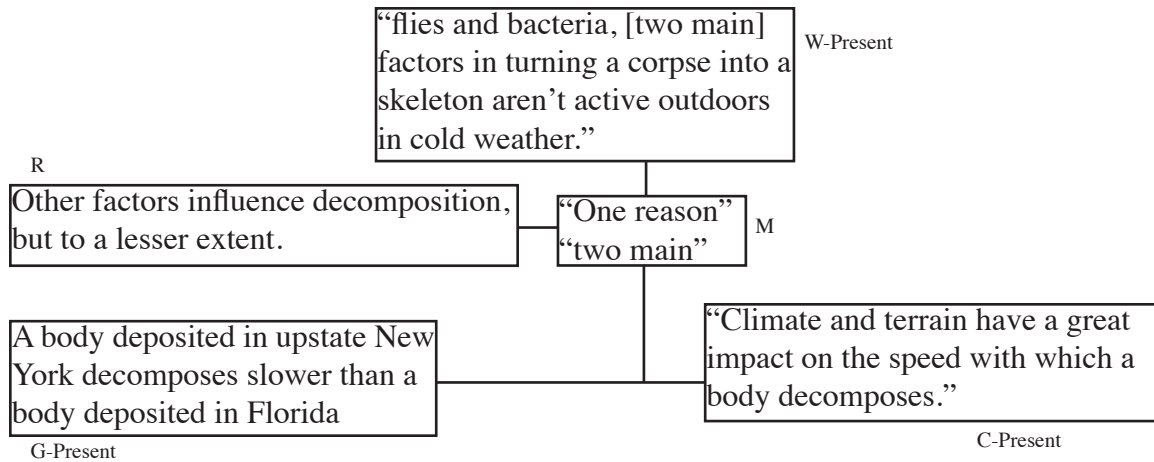 “flies and bacteria, [two main]
factors in turning a corpse into a
skeleton aren’t active outdoors
in cold weather.”
W-Present
R
Other factors influence decomposition,
but to a lesser extent.
“One reason”
“two main”
M
A body deposited in upstate New
York decomposes slower than a
body deposited in Florida
G-Present
“Climate and terrain have a great
impact on the speed with which a
body decomposes.”
C-Present